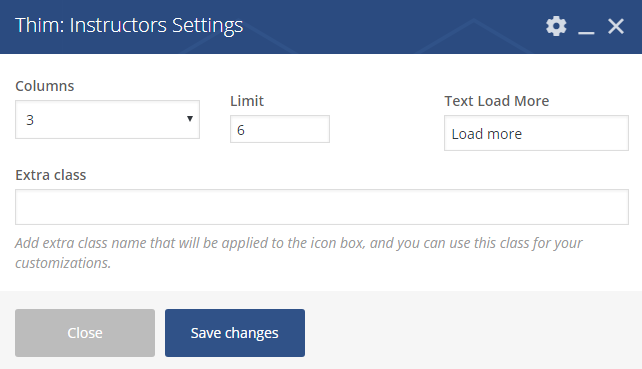 Thim: Instructors Settings
Columns
Limit
Text Load More
3
6
Load more
Extra class
Add extra class name that will be applied to the icon box, and you can use this class for your
customizations.
Close
Save changes